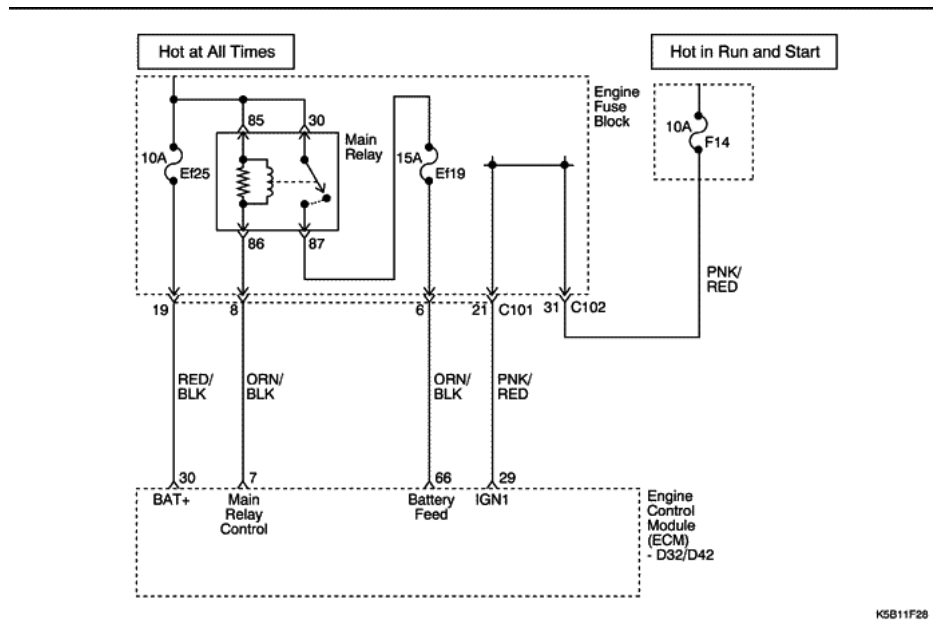 Hot at All Times
Hot in Run and Start
Engine
Fuse
Block
85
30
Main
Relay
10A
Ef25
15A
Ef19
10A
F14
86
87
PNK/
RED
19
8
6
21
C101
31
C102
RED/
BLK
ORN/
BLK
ORN/
BLK
PNK/
RED
30
7
66
29
BAT+
Main
Relay
Control
Battery
Feed
IGN1
Engine
Control
Module
(ECM)
- D32/D42
K5B11F28